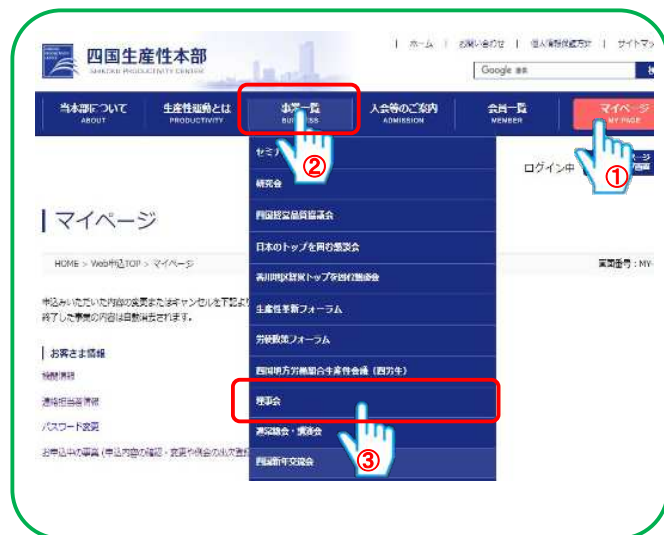 四国生産性本部
SHIKOKU PRODUCTIVITY CENTER
| ホーム | お問い合わせ | 個人情報保護方針 | サイトマッ
Google 検索
当本部について 生産性運動とは 事業一覧 入会等のご案内 会員一覧 マイページ
ABOUT PRODUCTIVITY BUSINESS ADMISSION MEMBER MY PAGE
② ①
セミ
ログイン中
研究会
マイページ
四国経営品質協議会
日本のトップを囲む懇談会
HOME > Web申込TOP > マイページ
画面番号：MY-
香川地区経営トップを囲む懇談会
申込みいただいた内容の変更またはキャンセルを下記より
終了した事業の内容は自動消去されます。
生産性革新フォーラム
労使政策フォーラム
お客さま情報
四国地方労働組合生産性会議（四労生）
機関情報
連絡担当者情報
理事会
パスワード変更
講演会
お申込中の事業 (申込内容の確認・変更や例会の出欠登録
四国新年交流会
③